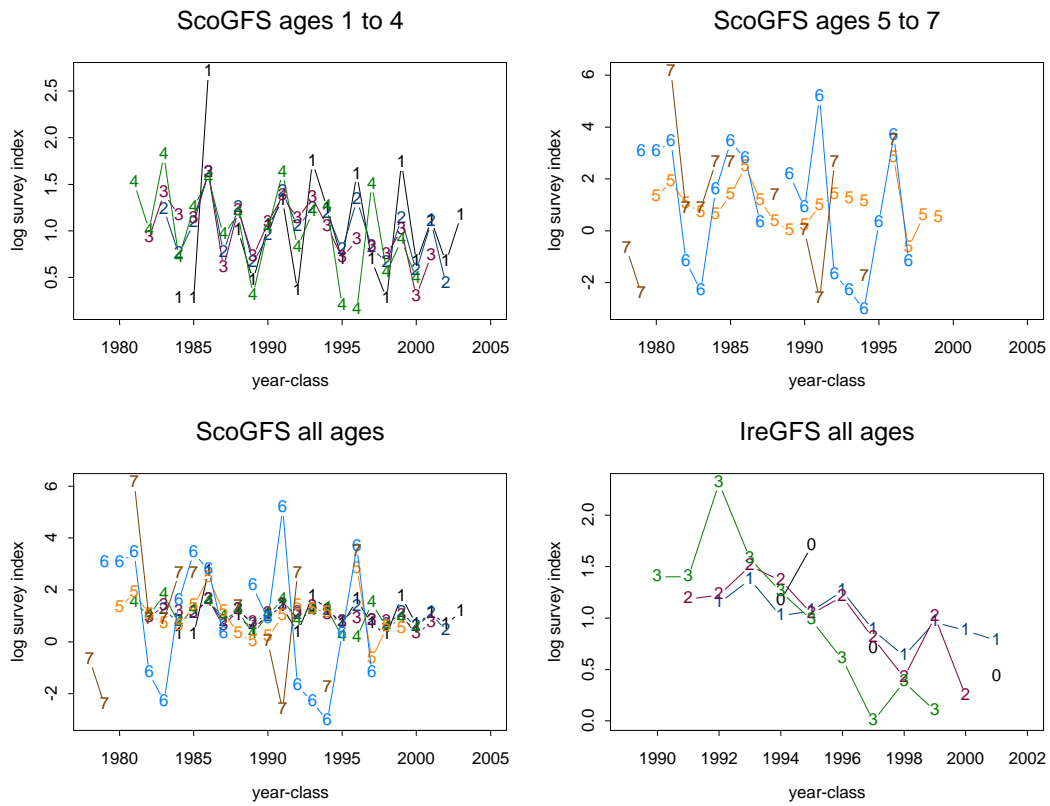 ScoGFS ages 1 to 4
log survey index
0.5 1.0 1.5 2.0 2.5
1980 1985 1990 1995 2000 2005
year-class
ScoGFS ages 5 to 7
log survey index
-2 0 2 4 6
1980 1985 1990 1995 2000 2005
year-class
ScoGFS all ages
log survey index
-2 0 2 4 6
1980 1985 1990 1995 2000 2005
year-class
IreGFS all ages
log survey index
0.0 0.5 1.0 1.5 2.0
1990 1992 1994 1996 1998 2000 2002
year-class